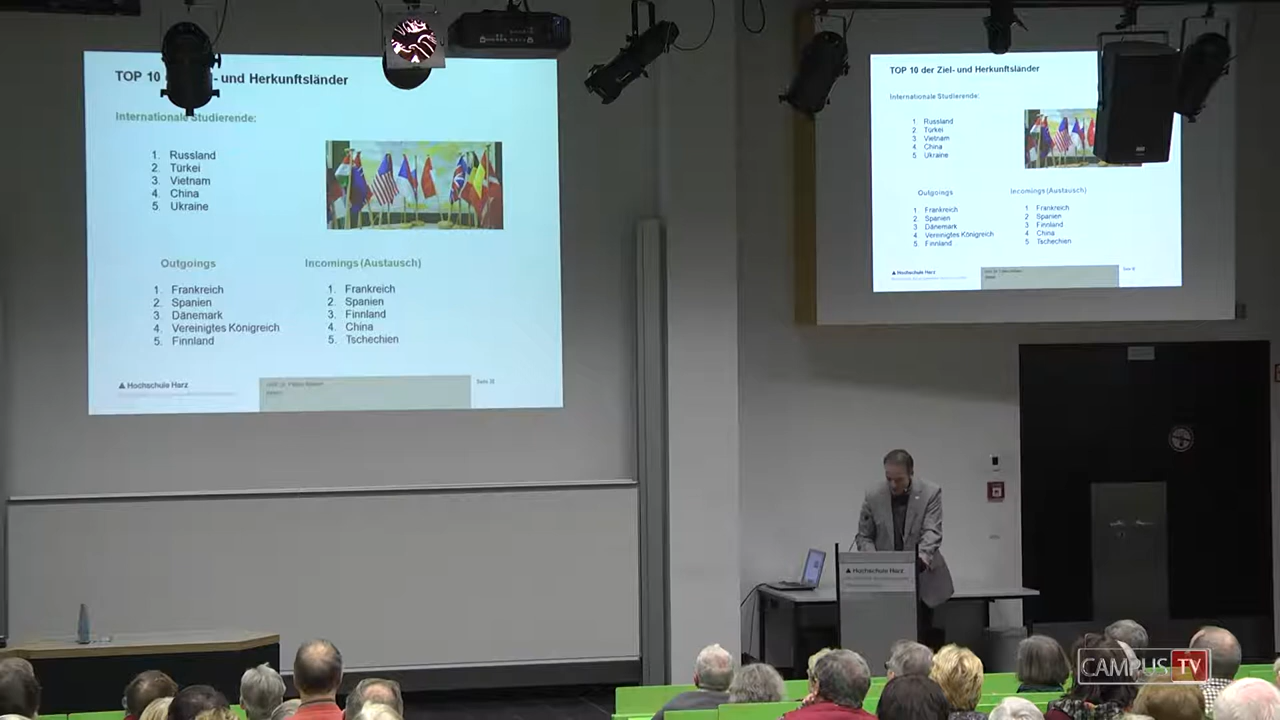 TOP 10
- und Herkunftsländer
Internationale Studierende:
1. Russland
2. Türkei
3. Vietnam
4. China
5. Ukraine
Outgoings
1. Frankreich
2. Spanien
3. Dänemark
4. Vereinigtes Königreich
5. Finnland
Incomings (Austausch)
1. Frankreich
2. Spanien
3. Finnland
4. China
5. Tschechien
Hochschule Harz
TOP 10 der Ziel- und Herkunftsländer
Internationale Studierende:
1 Russland
2 Türkei
3 Vietnam
4 China
5 Ukraine
Outgoings
1 Frankreich
2 Spanien
3 Dänemark
4 Vereinigtes Königreich
5 Finnland
Incomings (Austausch)
1 Frankreich
2 Spanien
3 Finnland
4 China
5 Tschechien
Hochschule Harz
Hochschule Harz
CAMPUS TV